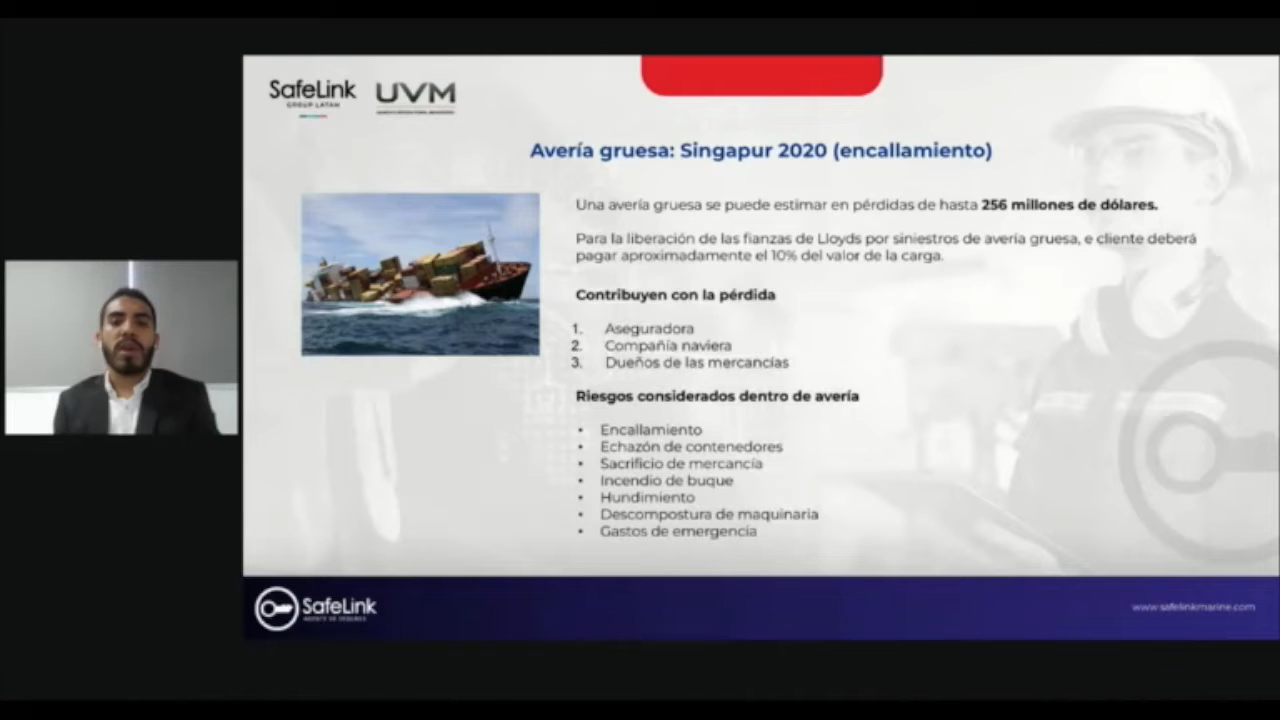 SafeLink
GROUP LATAM
UVM
Avería gruesa: Singapur 2020 (encallamiento)
Una avería gruesa se puede estimar en pérdidas de hasta 256 millones de dólares.
Para la liberación de las fianzas de Lloyds por siniestros de avería gruesa, e cliente deberá
pagar aproximadamente el 10% del valor de la carga.
Contribuyen con la pérdida
1. Aseguradora
2. Compañía naviera
3. Dueños de las mercancías
Riesgos considerados dentro de avería
• Encallamiento
• Echazón de contenedores
• Sacrificio de mercancía
• Incendio de buque
• Hundimiento
• Descompostura de maquinaria
• Gastos de emergencia
SafeLink
AGENTE DE SEGUROS
www.safelinkmarine.com